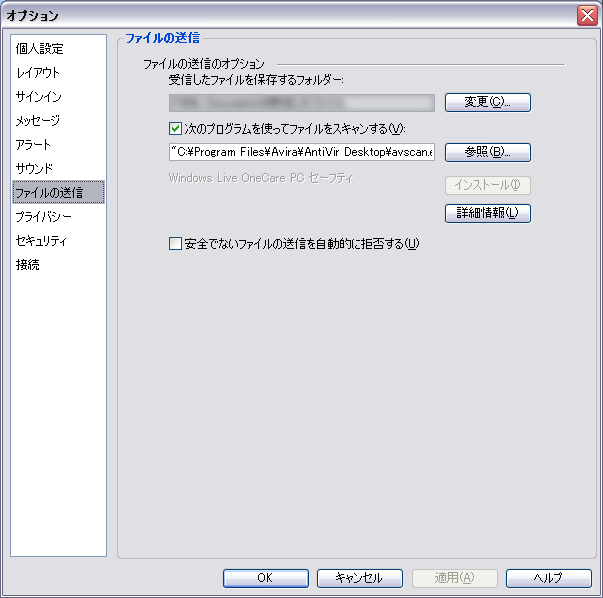 オプション
個人設定
レイアウト
サインイン
メッセージ
アラート
サウンド
ファイルの送信
プライバシー
セキュリティ
接続
ファイルの送信
ファイルの送信のオプション
受信したファイルを保存するフォルダー:
変更(C)...
次のプログラムを使ってファイルをスキャンする(V):
"C:¥Program Files¥Avira¥AntiVir Desktop¥avscan.e
参照(B)...
Windows Live OneCare PC セーフティ
インストール(I)
詳細情報(L)
安全でないファイルの送信を自動的に拒否する(U)
OK
キャンセル
適用(A)
ヘルプ